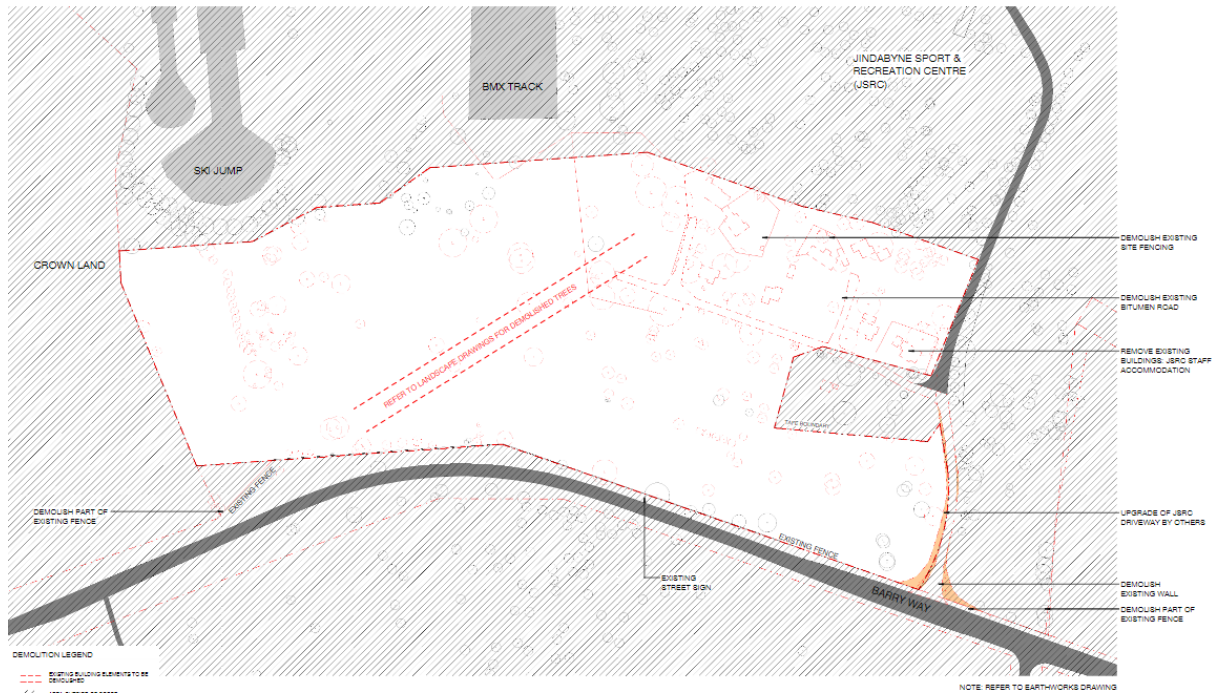 JINDABYNE SPORT &
RECREATION CENTRE
(JSRC)
BMX TRACK
SKI JUMP
CROWN LAND
DEMOLISH EXISTING
SITE FENCING
DEMOLISH EXISTING
BITUMEN ROAD
REFER TO LANDSCAPE DRAWINGS FOR DEMOLISHED TREES
REMOVE EXISTING
BUILDINGS: JSRC STAFF
ACCOMMODATION
TAFE BOUNDARY
EXISTING FENCE
DEMOLISH PART OF
EXISTING FENCE
UPGRADE OF JSRC
DRIVEWAY BY OTHERS
EXISTING FENCE
EXISTING
STREET SIGN
BARRY WAY
DEMOLISH
EXISTING WALL
DEMOLISH PART OF
EXISTING FENCE
DEMOLITION LEGEND
EXISTING BUILDING ELEMENTS TO BE
DEMOLISHED
NOTE: REFER TO EARTHWORKS DRAWING